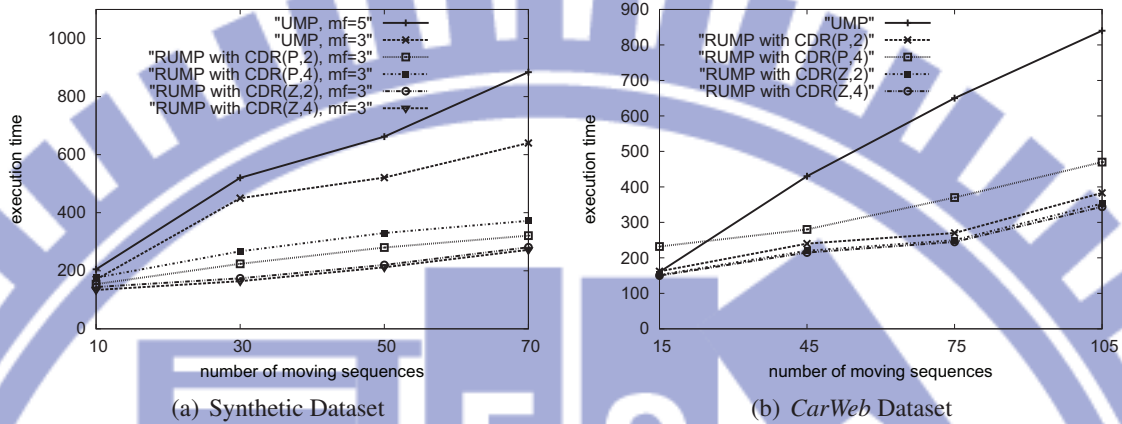 1000
800
600
400
200
0
execution time
"UMP, mf=5"
"UMP, mf=3"
"RUMP with CDR(P,2), mf=3"
"RUMP with CDR(P,4), mf=3"
"RUMP with CDR(Z,2), mf=3"
"RUMP with CDR(Z,4), mf=3"
10 30 50 70
number of moving sequences
(a) Synthetic Dataset
900
800
700
600
500
400
300
200
100
0
execution time
"UMP"
"RUMP with CDR(P,2)"
"RUMP with CDR(P,4)"
"RUMP with CDR(Z,2)"
"RUMP with CDR(Z,4)"
15 45 75 105
number of moving sequences
(b) CarWeb Dataset